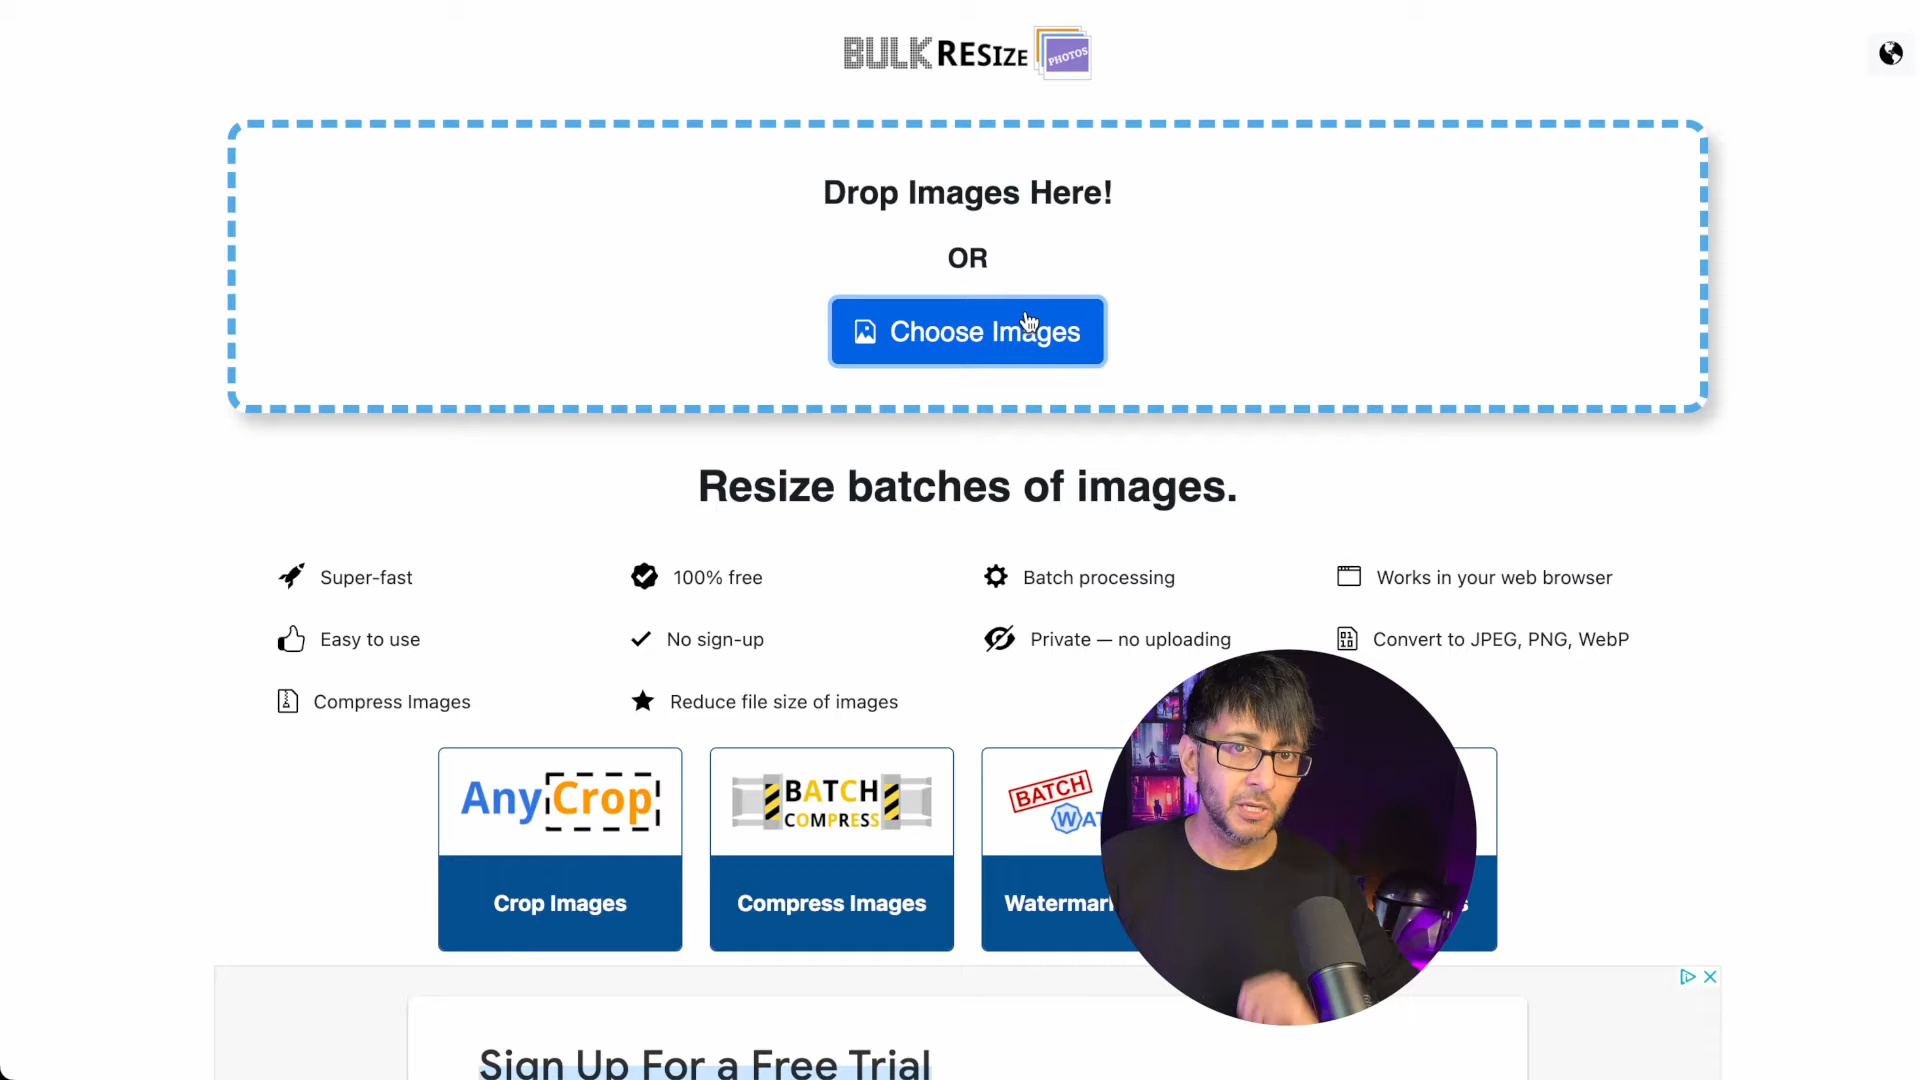 BULK RESIZE PHOTOS
Drop Images Here!
OR
Choose Images
Resize batches of images.
Super-fast
100% free
Batch processing
Works in your web browser
Easy to use
No sign-up
Private — no uploading
Convert to JPEG, PNG, WebP
Compress Images
Reduce file size of images
AnyCrop
BATCH
COMPRESS
BATCH
WAT
Crop Images
Compress Images
Watermar
Sign Up For a Free Trial